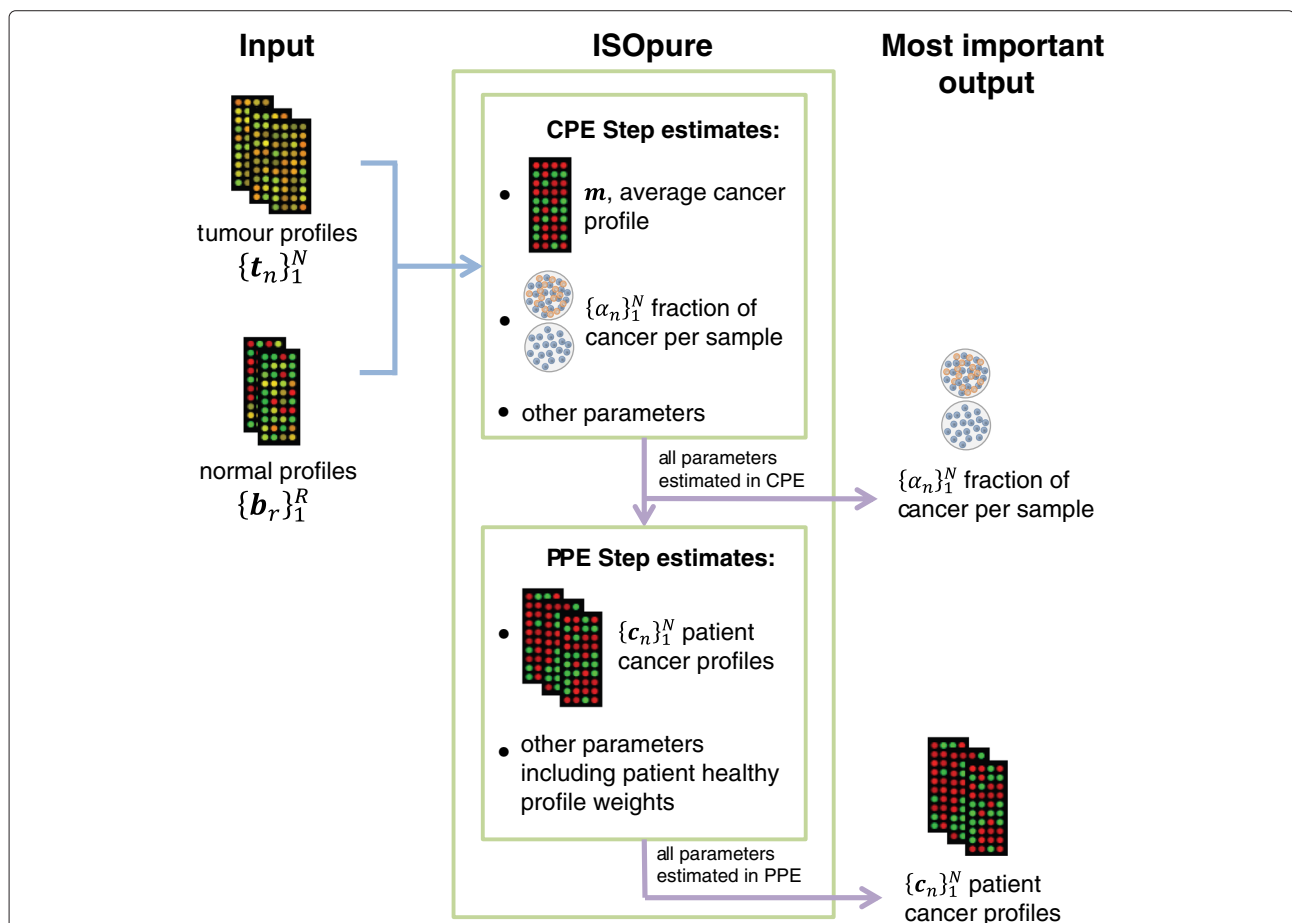 Input
ISOpure
Most important
output
tumour profiles
{𝒕ₙ}₁ᴺ
normal profiles
{𝒃ᵣ}₁ᴿ
CPE Step estimates:
• 𝒎, average cancer
profile
• {αₙ}₁ᴺ fraction of
cancer per sample
• other parameters
all parameters
estimated in CPE
{αₙ}₁ᴺ fraction of
cancer per sample
PPE Step estimates:
• {𝒄ₙ}₁ᴺ patient
cancer profiles
• other parameters
including patient healthy
profile weights
all parameters
estimated in PPE
{𝒄ₙ}₁ᴺ patient
cancer profiles